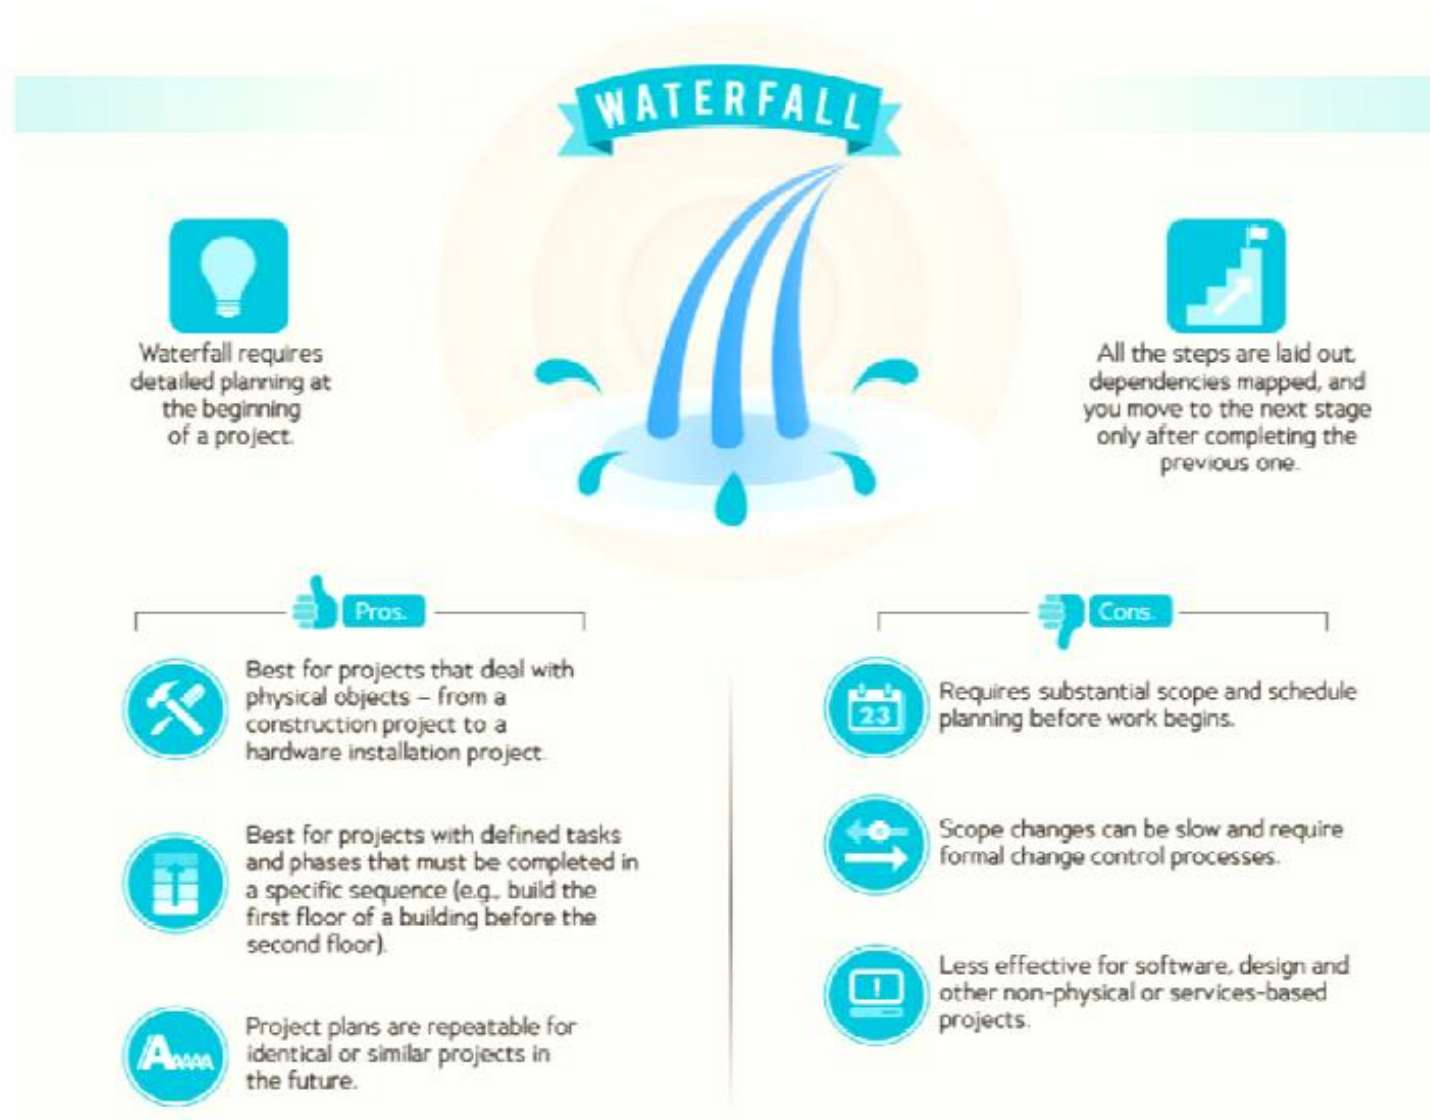 WATERFALL
Waterfall requires
detailed planning at
the beginning
of a project.
All the steps are laid out,
dependencies mapped, and
you move to the next stage
only after completing the
previous one.
Pros.
Best for projects that deal with
physical objects – from a
construction project to a
hardware installation project.
Best for projects with defined tasks
and phases that must be completed in
a specific sequence (e.g., build the
first floor of a building before the
second floor).
AAAAA
Project plans are repeatable for
identical or similar projects in
the future.
Cons.
23
Requires substantial scope and schedule
planning before work begins.
Scope changes can be slow and require
formal change control processes.
!
Less effective for software, design and
other non-physical or services-based
projects.